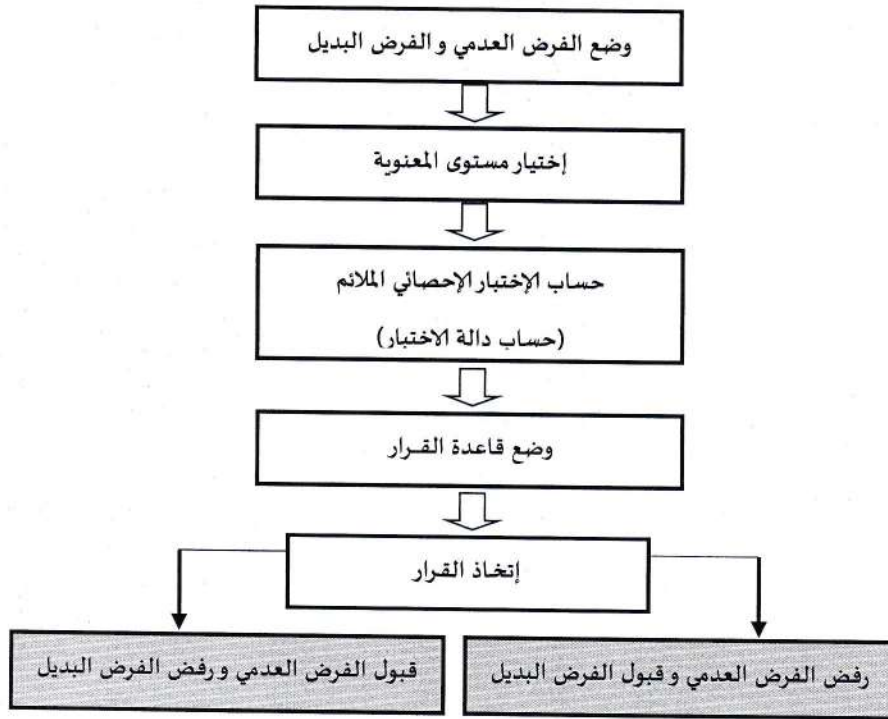 وضع الفرض العدمي و الفرض البديل
إختيار مستوى المعنوية
حساب الإختبار الإحصائي الملائم
(حساب دالة الاختبار)
وضع قاعدة القـرار
إتخاذ القرار
رفض الفرض العدمي و قبول الفرض البديل
قبول الفرض العدمي و رفض الفرض البديل